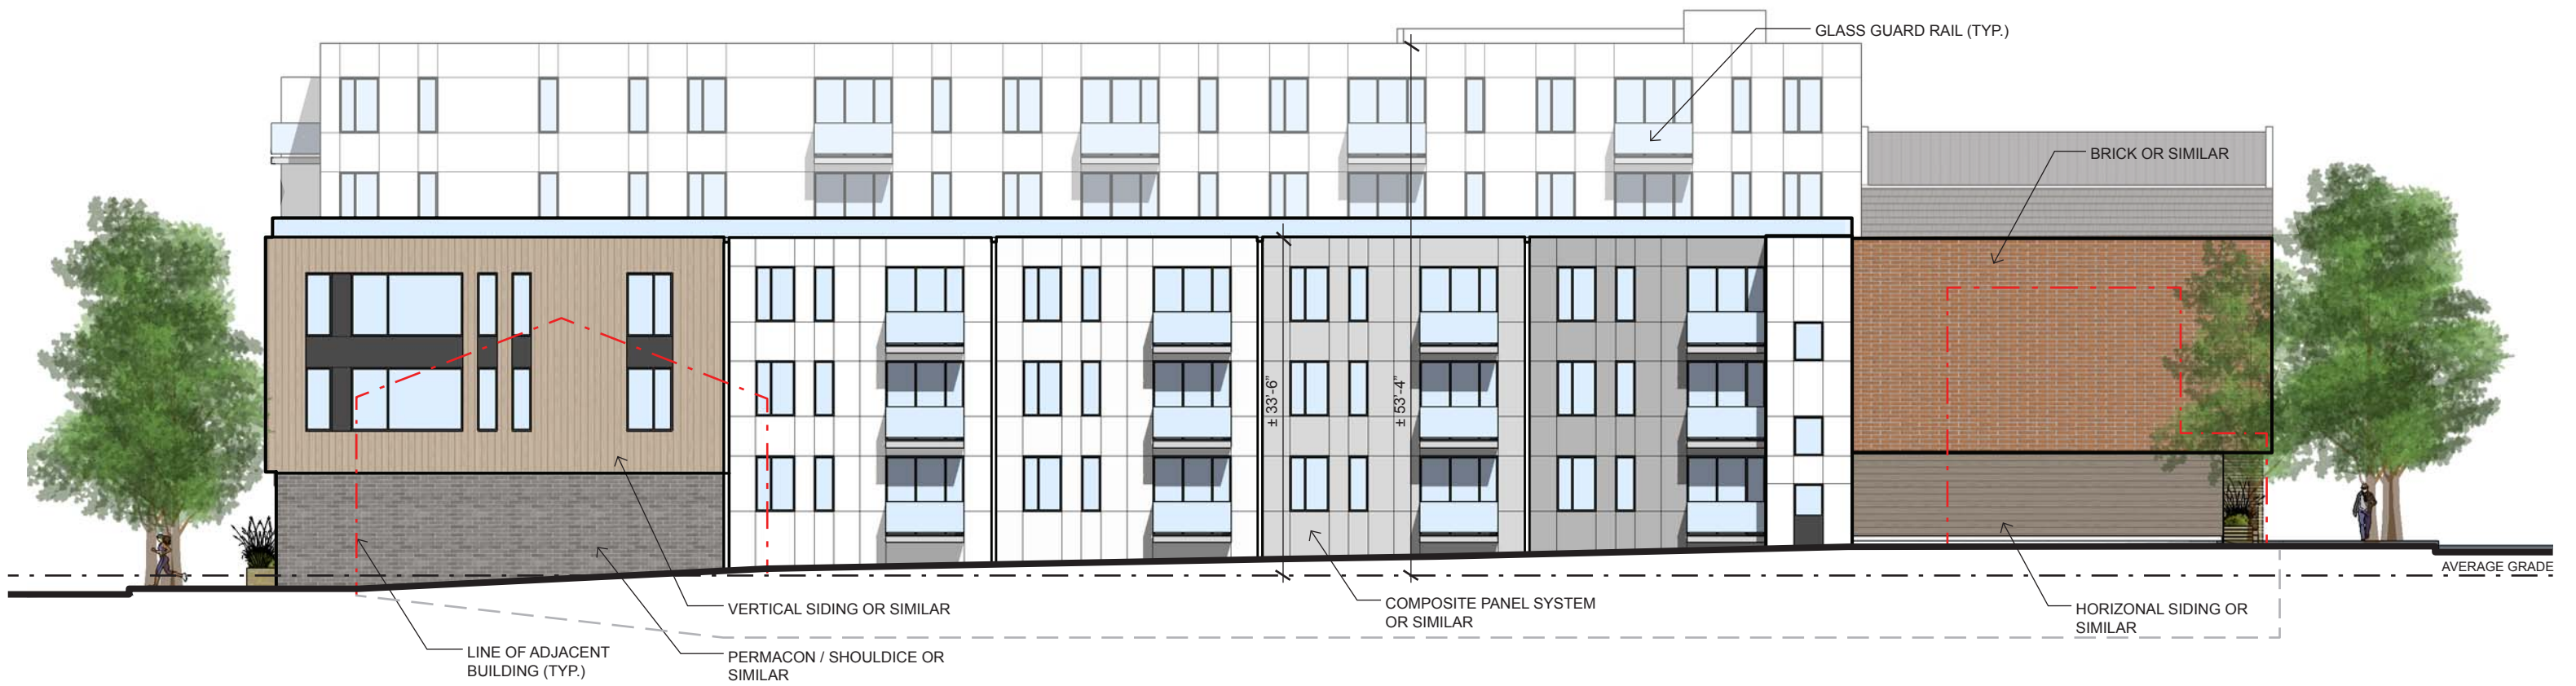 GLASS GUARD RAIL (TYP.)
BRICK OR SIMILAR
± 33'-6"
± 53'-4"
AVERAGE GRADE
VERTICAL SIDING OR SIMILAR
COMPOSITE PANEL SYSTEM
OR SIMILAR
HORIZONAL SIDING OR
SIMILAR
LINE OF ADJACENT
BUILDING (TYP.)
PERMACON / SHOULDICE OR
SIMILAR